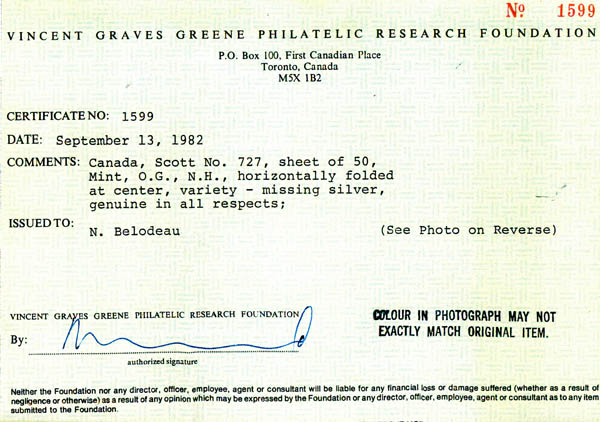 No. 1599
VINCENT GRAVES GREENE PHILATELIC RESEARCH FOUNDATION
P.O. Box 100, First Canadian Place
Toronto, Canada
M5X 1B2
CERTIFICATE NO: 1599
DATE: September 13, 1982
COMMENTS: Canada, Scott No. 727, sheet of 50,
Mint, O.G., N.H., horizontally folded
at center, variety - missing silver,
genuine in all respects;
ISSUED TO: N. Belodeau (See Photo on Reverse)
VINCENT GRAVES GREENE PHILATELIC RESEARCH FOUNDATION
By:
authorized signature
COLOUR IN PHOTOGRAPH MAY NOT
EXACTLY MATCH ORIGINAL ITEM.
Neither the Foundation nor any director, officer, employee, agent or consultant will be liable for any financial loss or damage suffered (whether as a result of
negligence or otherwise) as a result of any opinion which may be expressed by the Foundation or any director, officer, employee, agent or consultant as to any item
submitted to the Foundation.